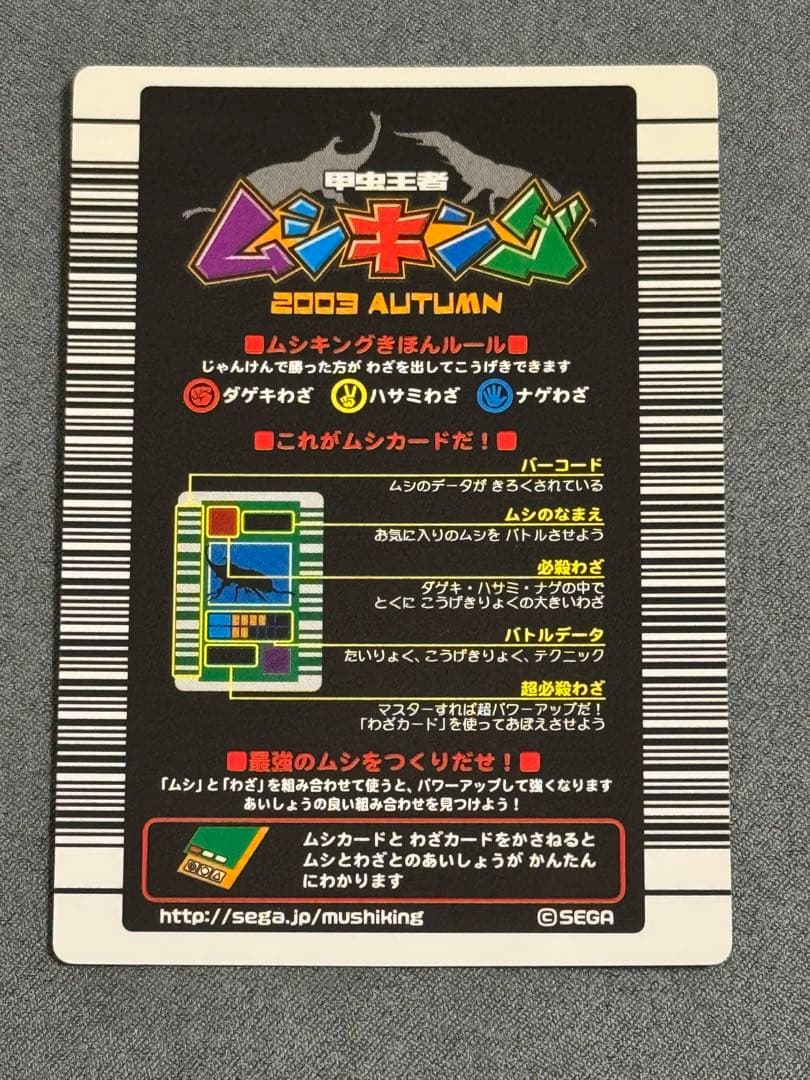 甲虫王者
ムシキング
2003 AUTUMN
■ムシキングきほんルール■
じゃんけんで勝った方が わざを出してこうげきできます
ダゲキわざ ハサミわざ ナゲわざ
■これがムシカードだ！■
バーコード
ムシのデータが きろくされている
ムシのなまえ
お気に入りのムシを バトルさせよう
必殺わざ
ダゲキ・ハサミ・ナゲの中で
とくに こうげきりょくの大きいわざ
バトルデータ
たいりょく、こうげきりょく、テクニック
超必殺わざ
マスターすれば超パワーアップだ！
「わざカード」を使っておぼえさせよう
■最強のムシをつくりだせ！■
「ムシ」と「わざ」を組み合わせて使うと、パワーアップして強くなります
あいしょうの良い組み合わせを見つけよう！
ムシカードと わざカードをかさねると
ムシとわざとのあいしょうが かんたん
にわかります
http://sega.jp/mushiking ©SEGA